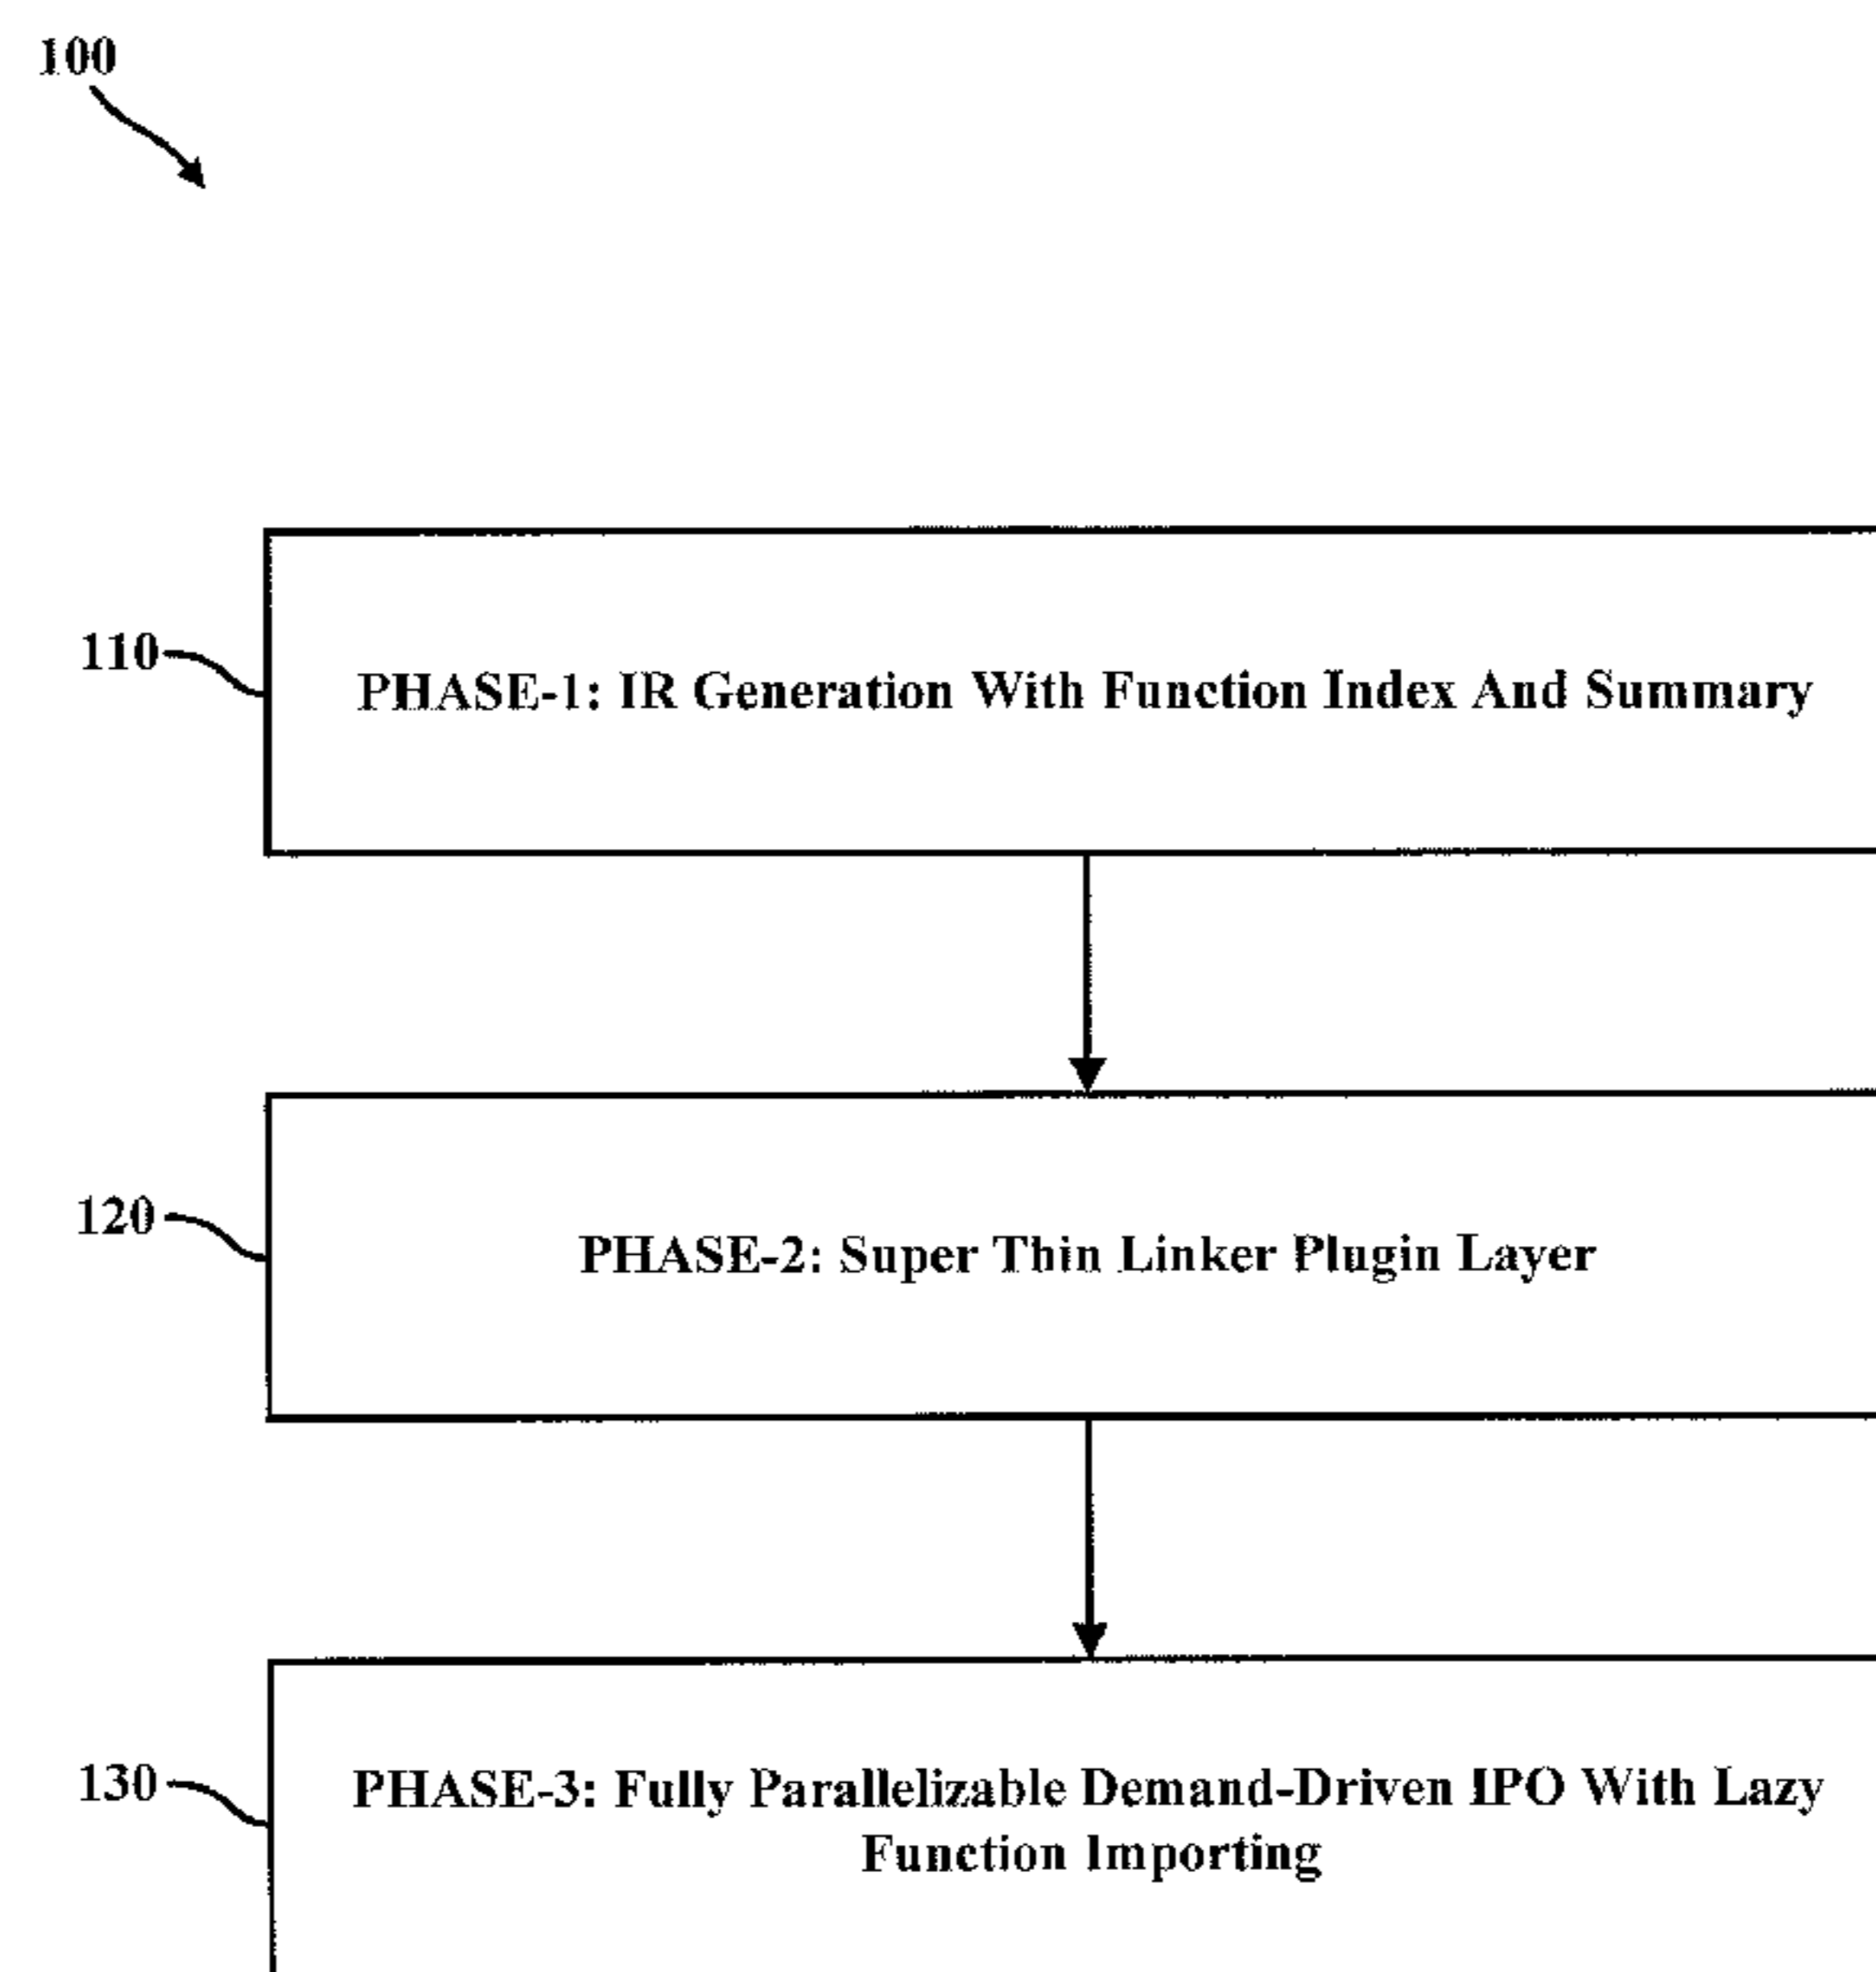 100
110
PHASE-1: IR Generation With Function Index And Summary
120
PHASE-2: Super Thin Linker Plugin Layer
130
PHASE-3: Fully Parallelizable Demand-Driven IPO With Lazy
Function Importing